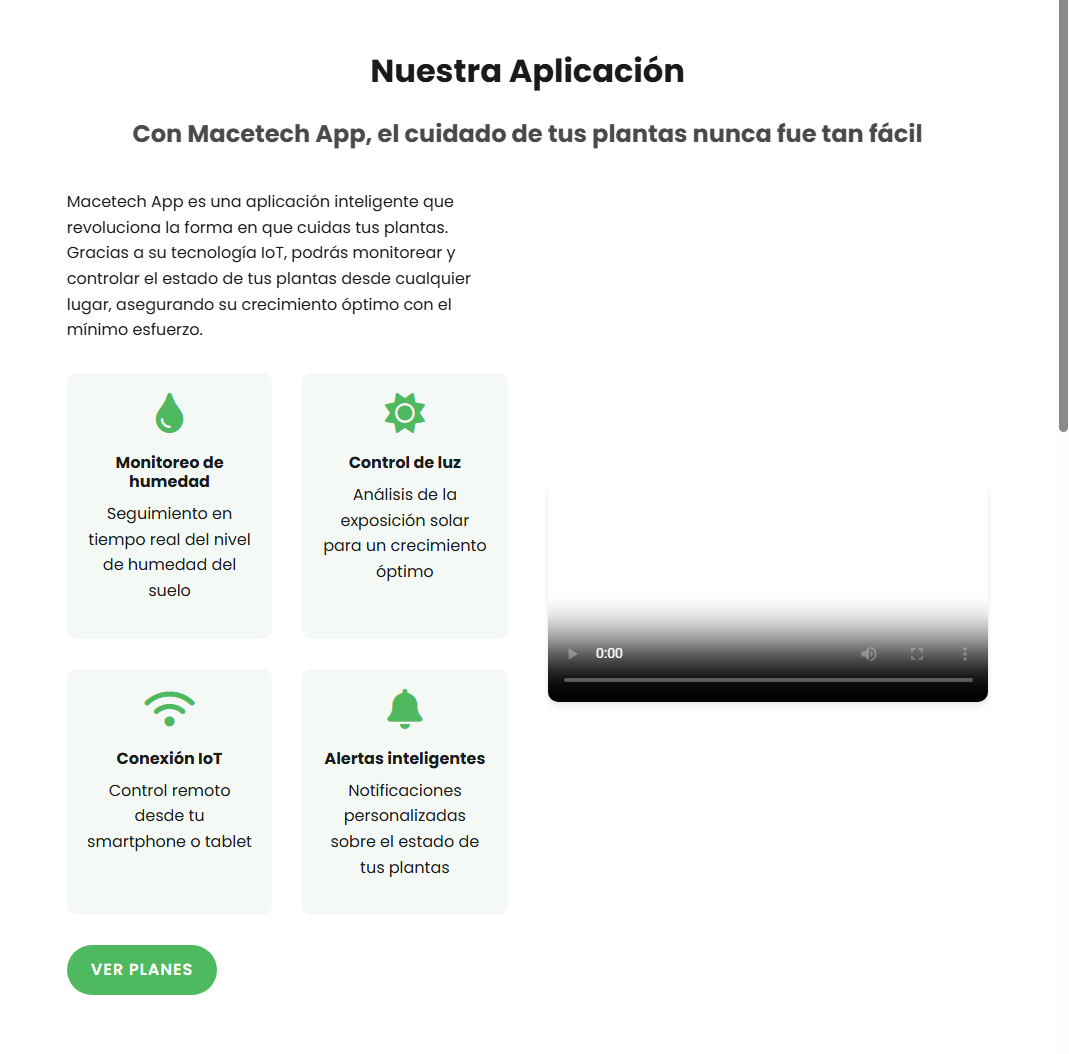 Nuestra Aplicación
Con Macetech App, el cuidado de tus plantas nunca fue tan fácil
Macetech App es una aplicación inteligente que
revoluciona la forma en que cuidas tus plantas.
Gracias a su tecnología IoT, podrás monitorear y
controlar el estado de tus plantas desde cualquier
lugar, asegurando su crecimiento óptimo con el
mínimo esfuerzo.
Monitoreo de
humedad
Seguimiento en
tiempo real del nivel
de humedad del
suelo
Control de luz
Análisis de la
exposición solar
para un crecimiento
óptimo
Conexión IoT
Control remoto
desde tu
smartphone o tablet
Alertas inteligentes
Notificaciones
personalizadas
sobre el estado de
tus plantas
VER PLANES
0:00